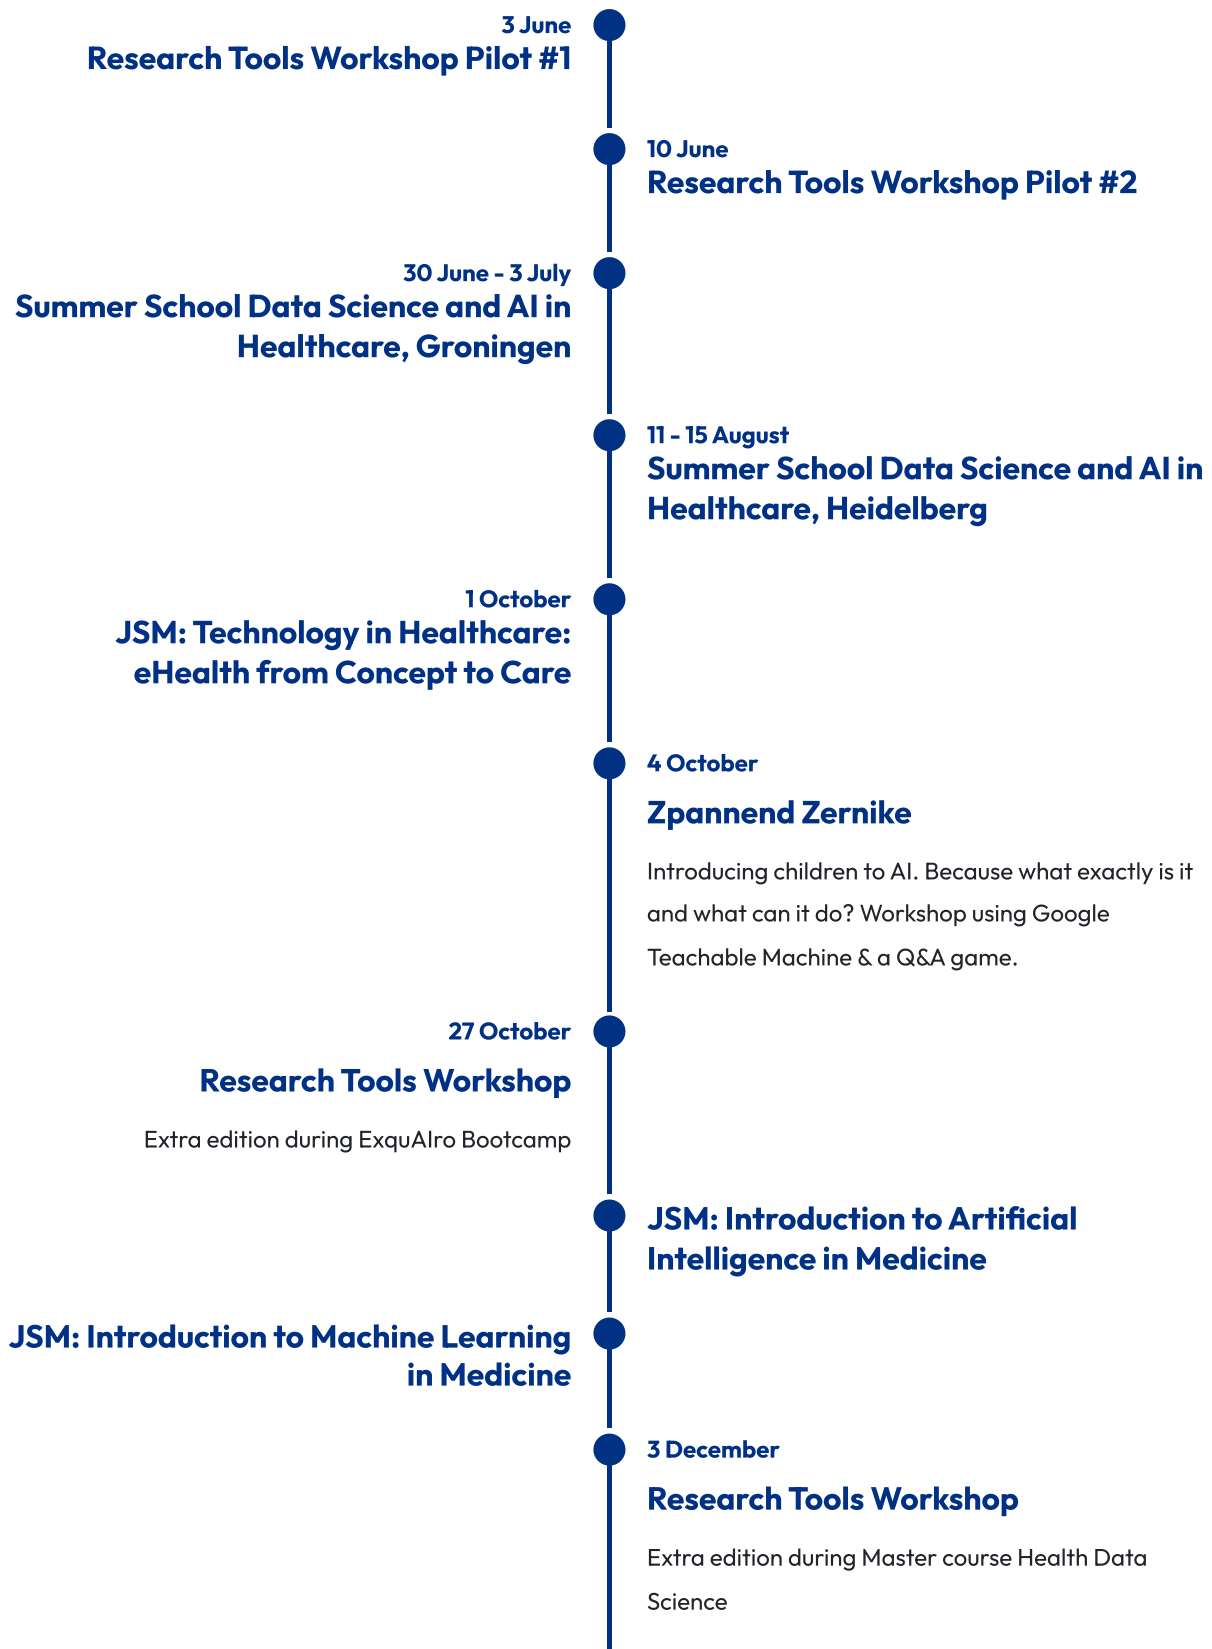 3 June
Research Tools Workshop Pilot #1
10 June
Research Tools Workshop Pilot #2
30 June - 3 July
Summer School Data Science and AI in
Healthcare, Groningen
11 - 15 August
Summer School Data Science and AI in
Healthcare, Heidelberg
1 October
JSM: Technology in Healthcare:
eHealth from Concept to Care
4 October
Zpannend Zernike
Introducing children to AI. Because what exactly is it
and what can it do? Workshop using Google
Teachable Machine & a Q&A game.
27 October
Research Tools Workshop
Extra edition during ExquAIro Bootcamp
JSM: Introduction to Artificial
Intelligence in Medicine
JSM: Introduction to Machine Learning
in Medicine
3 December
Research Tools Workshop
Extra edition during Master course Health Data
Science